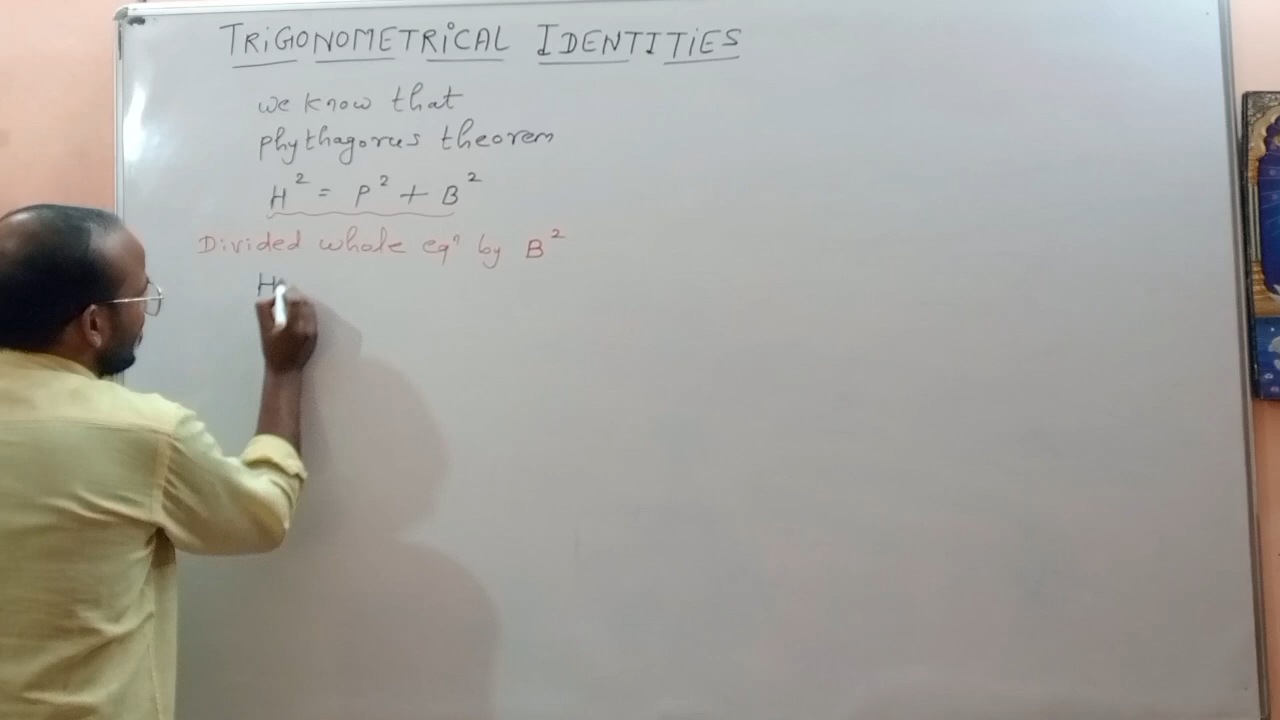 TRIGONOMETRICAL IDENTITIES
we know that
phythagorus theorem
H² = P² + B²
Divided whole eqⁿ by B²
H